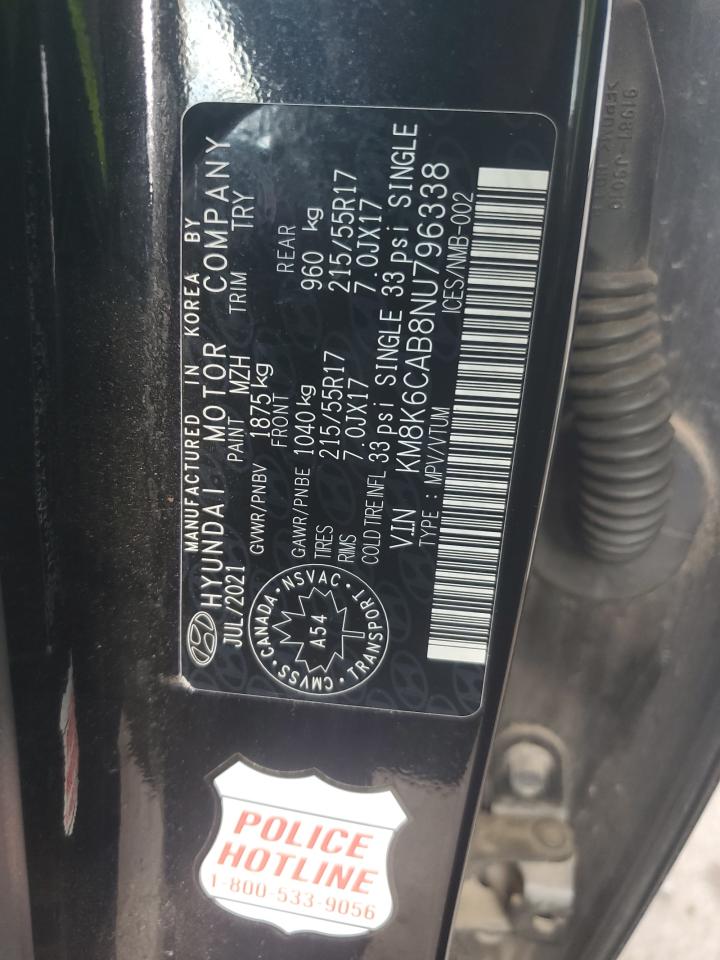 MANUFACTURED IN KOREA BY
HYUNDAI MOTOR COMPANY
JUL/2021 PAINT MZH TRIM TRY
GVWR/PNBV 1875kg
FRONT REAR
GAWR/PNBE 1040 kg 960 kg
TIRES 215/55R17 215/55R17
RIMS 7.0JX17 7.0JX17
COLD TIRE INFL 33 psi SINGLE 33 psi SINGLE
VIN KM8K6CAB8NU796338
TYPE : MPV/VTUM ICES/NMB-002
CMVSS • CANADA • NSVAC • TRANSPORT •
A54
POLICE
HOTLINE
1-800-533-9056